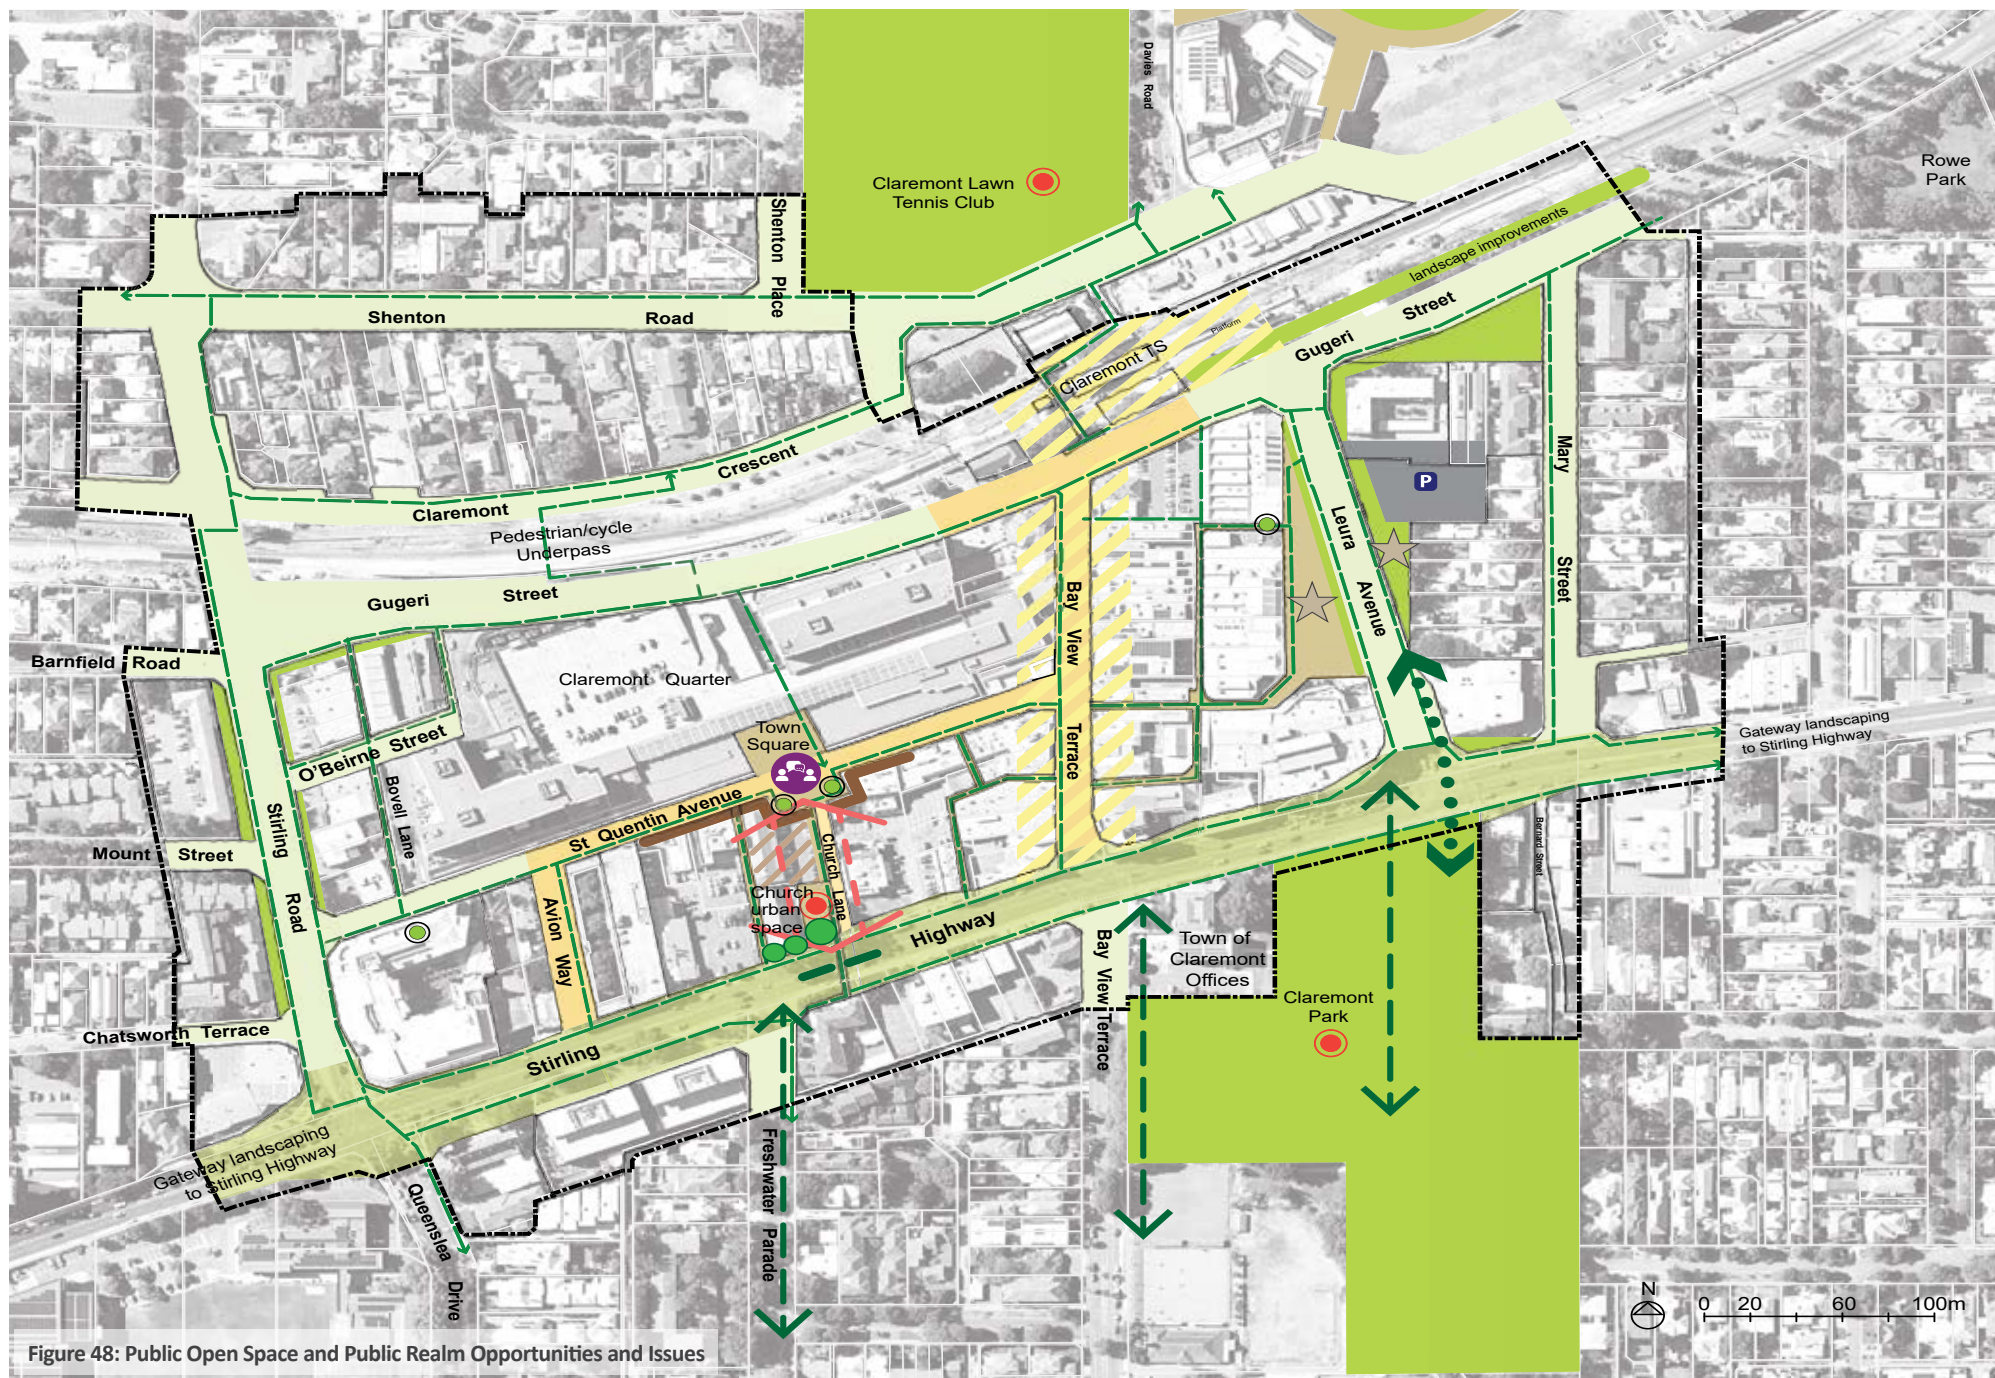 Davies Road
Rowe
Park
Claremont Lawn
Tennis Club
Shenton Place
landscape improvements
Shenton Road
Platform
Gugeri Street
Claremont TS
Crescent
Claremont
Mary Street
P
Pedestrian/cycle
Underpass
Leura Avenue
Gugeri Street
Bay View Terrace
Barnfield Road
Claremont Quarter
Town
Square
Gateway landscaping
to Stirling Highway
O'Beirne Street
Bovell Lane
St Quentin Avenue
Stirling Road
Mount Street
Church Lane
Bernard Street
Church
urban
space
Avion Way
Highway
Bay View Terrace
Town of
Claremont
Offices
Claremont
Park
Chatsworth Terrace
Stirling
Gateway landscaping
to Stirling Highway
Freshwater Parade
Queenslea Drive
N
0 20 60 100m
Figure 48: Public Open Space and Public Realm Opportunities and Issues